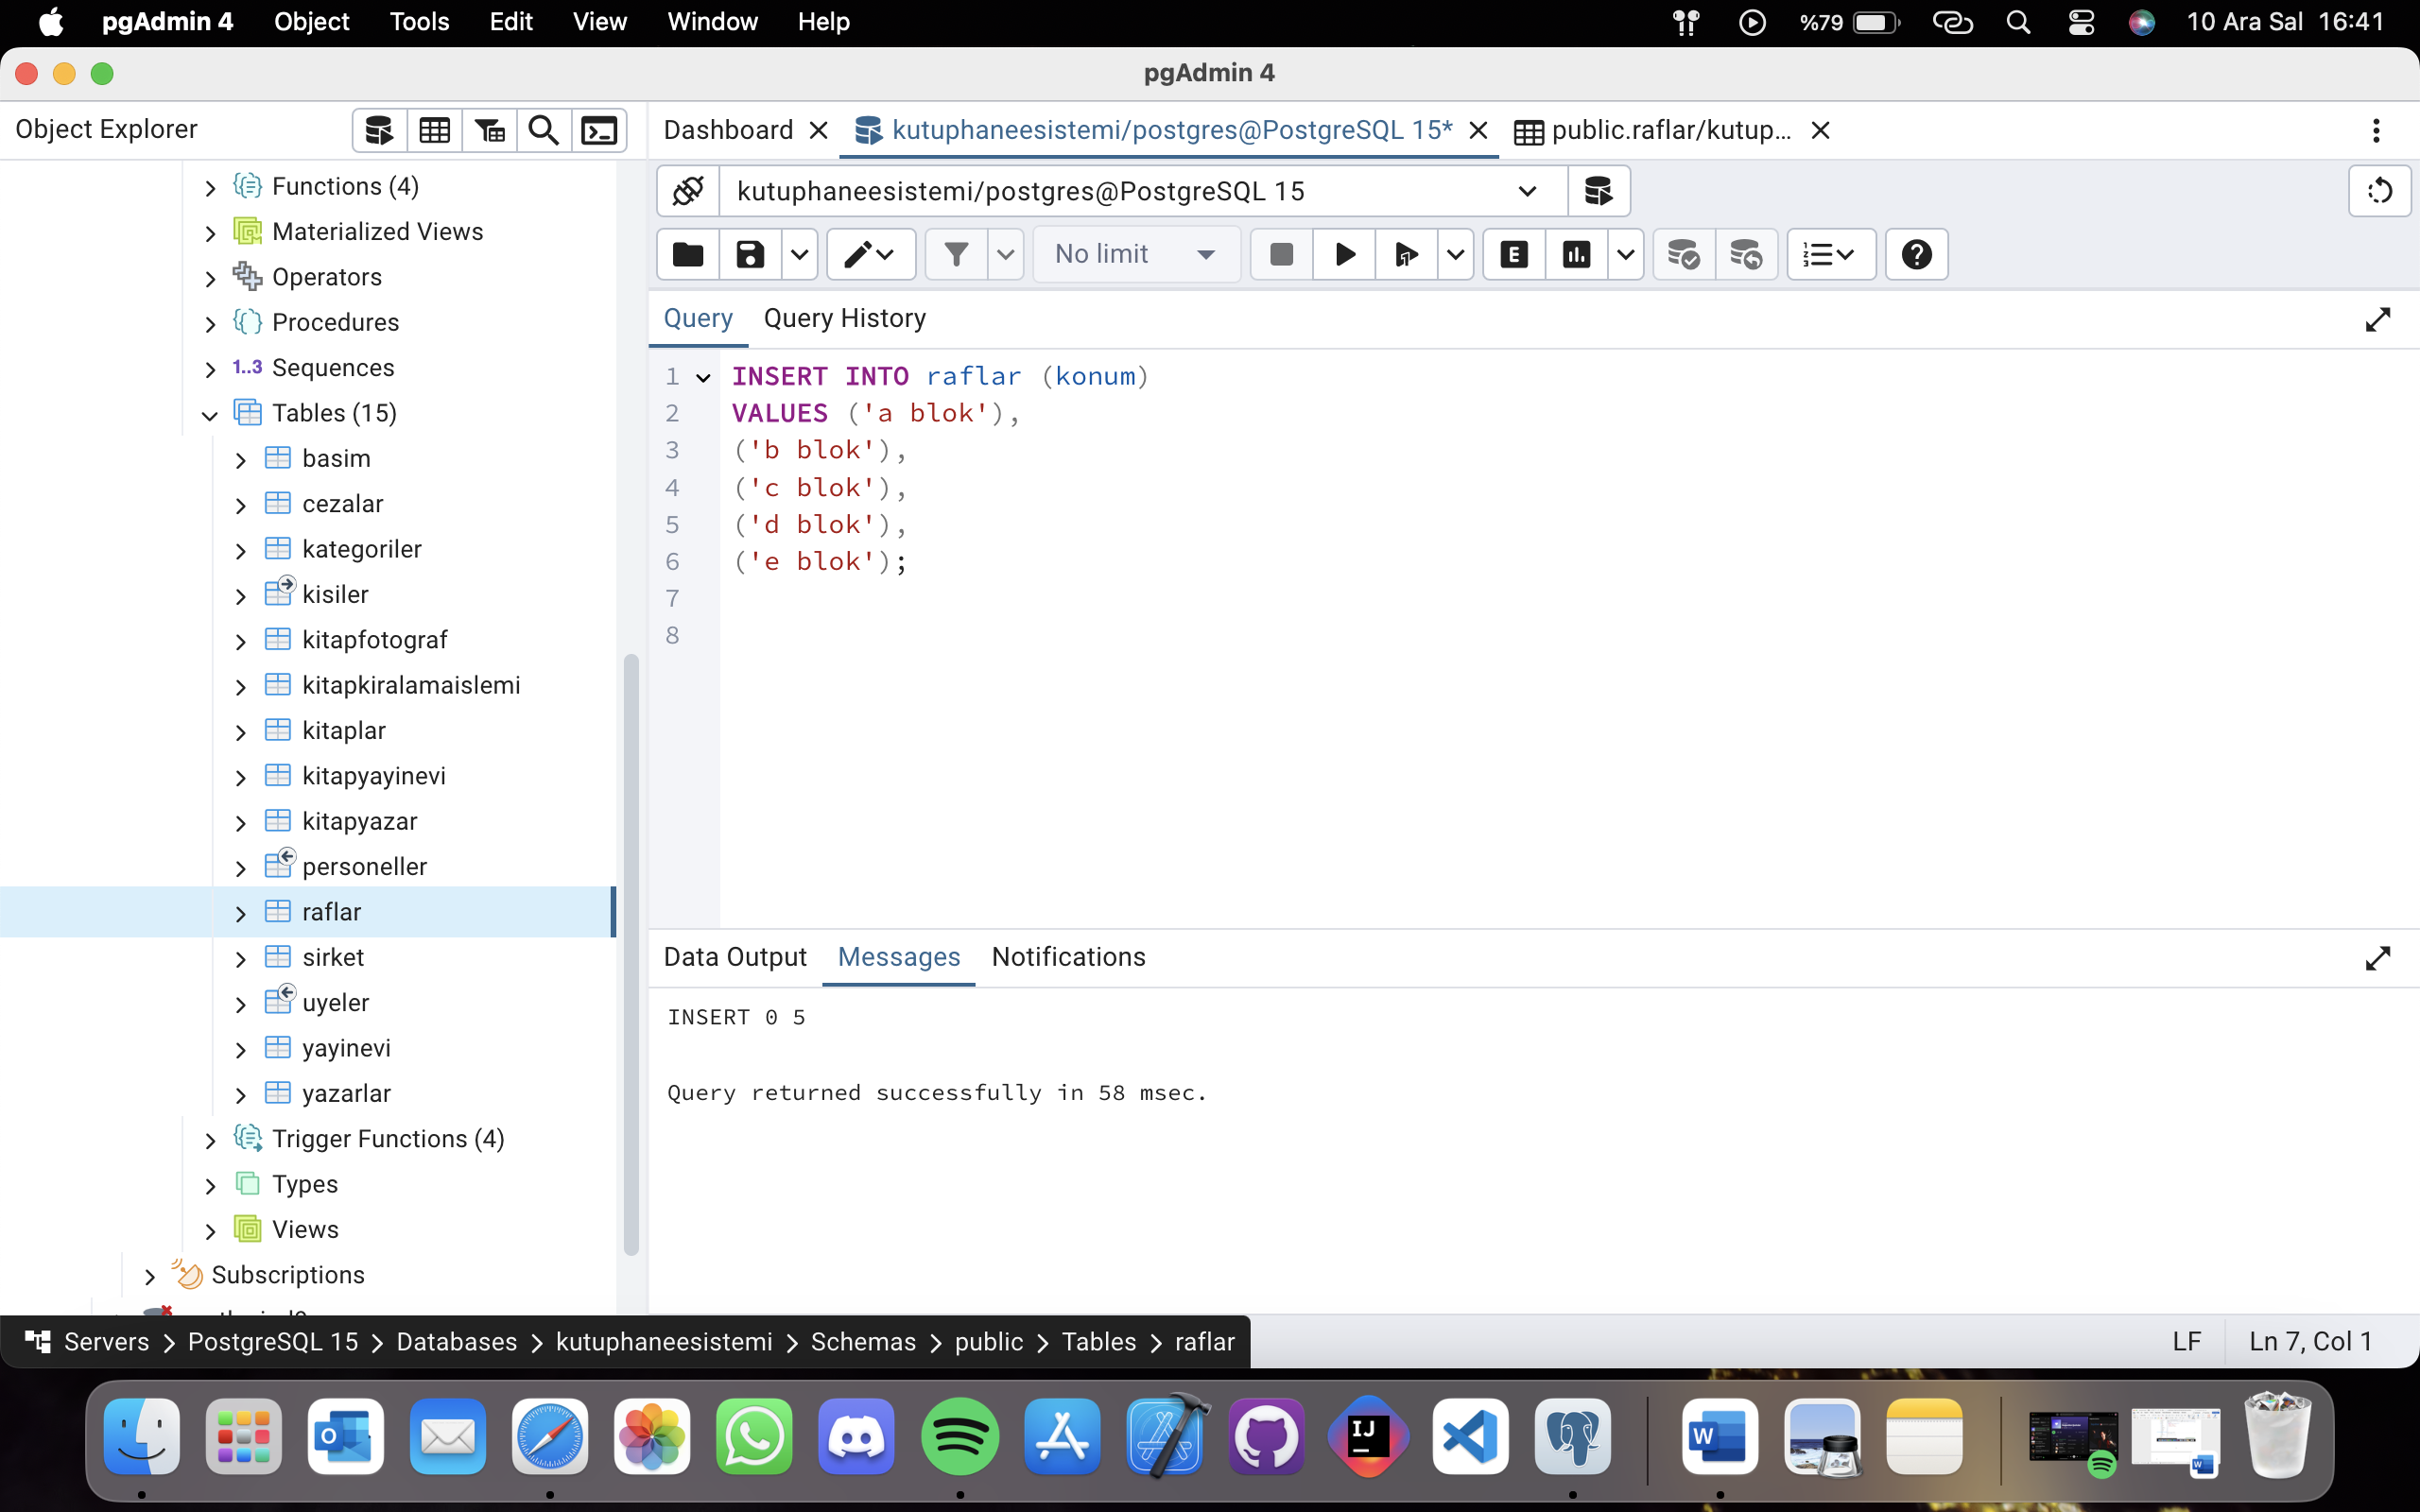 pgAdmin 4 Object Tools Edit View Window Help %79 10 Ara Sal 16:41
pgAdmin 4
Object Explorer
Dashboard kutuphaneesistemi/postgres@PostgreSQL 15* public.raflar/kutup...
kutuphaneesistemi/postgres@PostgreSQL 15
No limit
E
Query Query History
Functions (4)
Materialized Views
Operators
Procedures
1..3 Sequences
Tables (15)
basim
cezalar
kategoriler
kisiler
kitapfotograf
kitapkiralamaislemi
kitaplar
kitapyayinevi
kitapyazar
personeller
raflar
sirket
uyeler
yayinevi
yazarlar
Trigger Functions (4)
Types
Views
Subscriptions
1 INSERT INTO raflar (konum)
2 VALUES ('a blok'),
3 ('b blok'),
4 ('c blok'),
5 ('d blok'),
6 ('e blok');
7
8
Data Output Messages Notifications
INSERT 0 5
Query returned successfully in 58 msec.
Servers > PostgreSQL 15 > Databases > kutuphaneesistemi > Schemas > public > Tables > raflar
LF Ln 7, Col 1